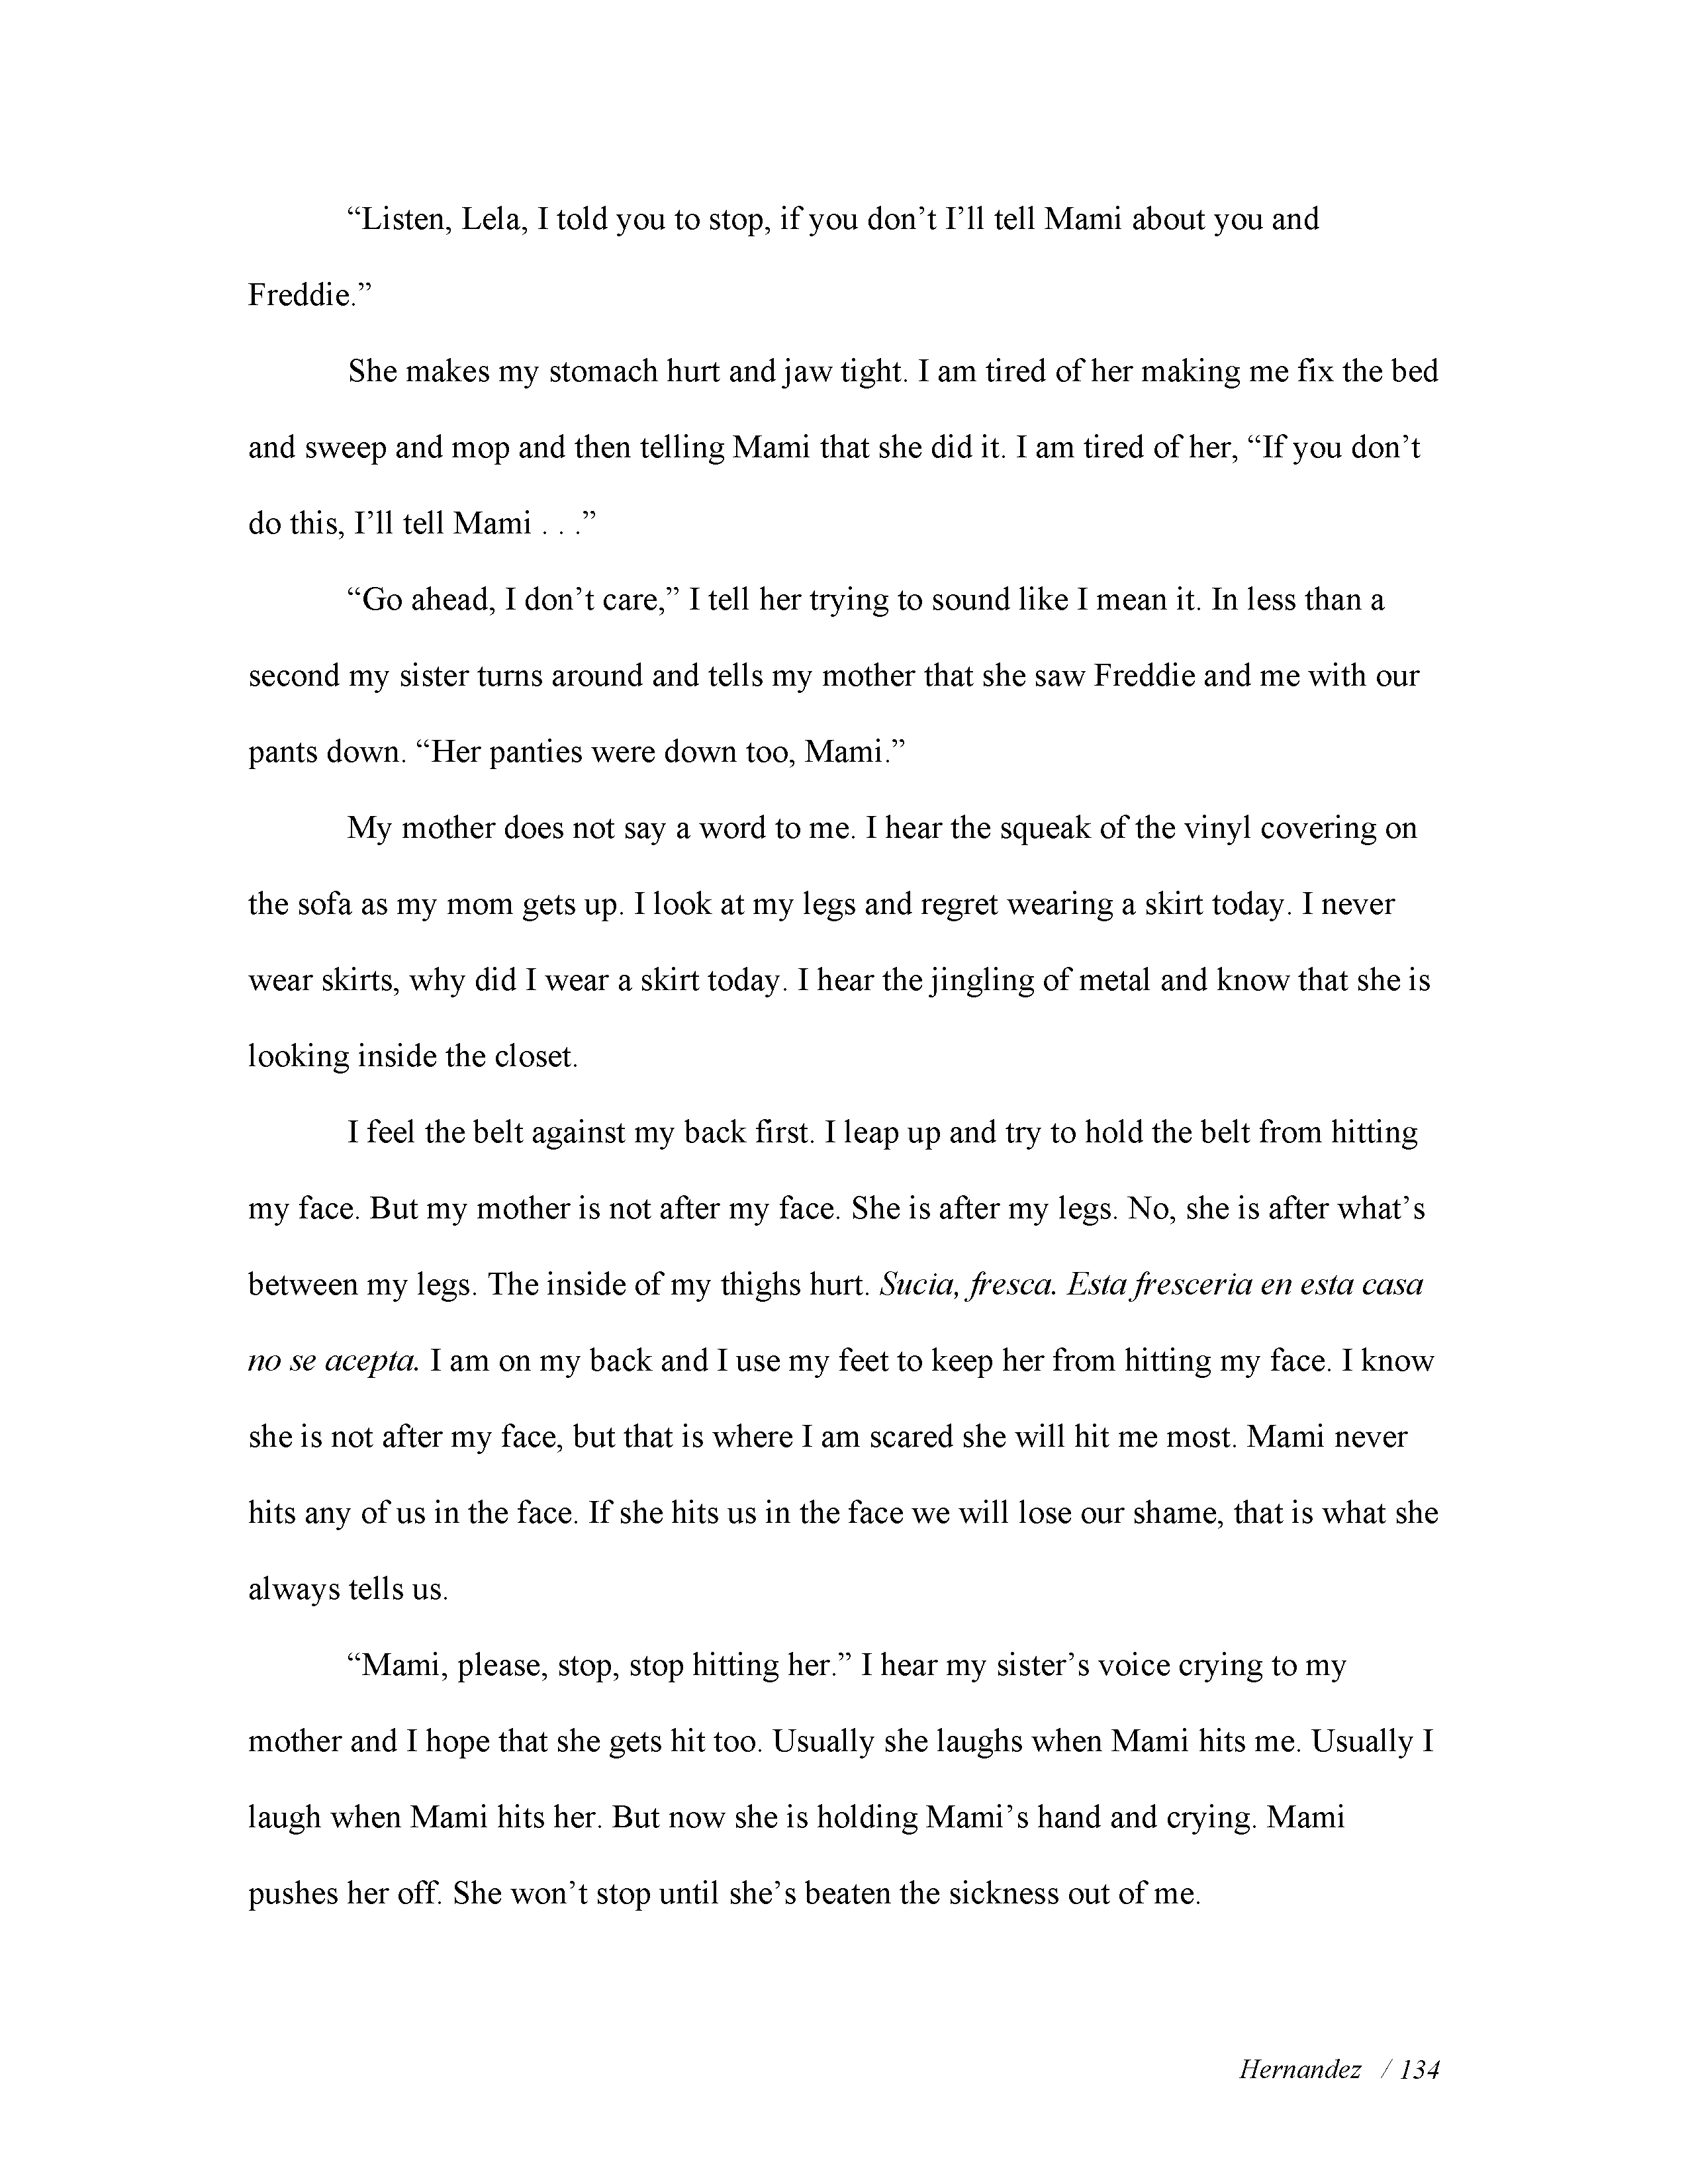 “Listen, Lela, I told you to stop, if you don’t I’ll tell Mami about you and
Freddie.”
She makes my stomach hurt and jaw tight. I am tired of her making me fix the bed
and sweep and mop and then telling Mami that she did it. I am tired of her, “If you don’t
do this, I’ll tell Mami . . .”
“Go ahead, I don’t care,” I tell her trying to sound like I mean it. In less than a
second my sister turns around and tells my mother that she saw Freddie and me with our
pants down. “Her panties were down too, Mami.”
My mother does not say a word to me. I hear the squeak of the vinyl covering on
the sofa as my mom gets up. I look at my legs and regret wearing a skirt today. I never
wear skirts, why did I wear a skirt today. I hear the jingling of metal and know that she is
looking inside the closet.
I feel the belt against my back first. I leap up and try to hold the belt from hitting
my face. But my mother is not after my face. She is after my legs. No, she is after what’s
between my legs. The inside of my thighs hurt. Sucia, fresca. Esta fresceria en esta casa
no se acepta. I am on my back and I use my feet to keep her from hitting my face. I know
she is not after my face, but that is where I am scared she will hit me most. Mami never
hits any of us in the face. If she hits us in the face we will lose our shame, that is what she
always tells us.
“Mami, please, stop, stop hitting her.” I hear my sister’s voice crying to my
mother and I hope that she gets hit too. Usually she laughs when Mami hits me. Usually I
laugh when Mami hits her. But now she is holding Mami’s hand and crying. Mami
pushes her off. She won’t stop until she’s beaten the sickness out of me.
Hernandez / 134